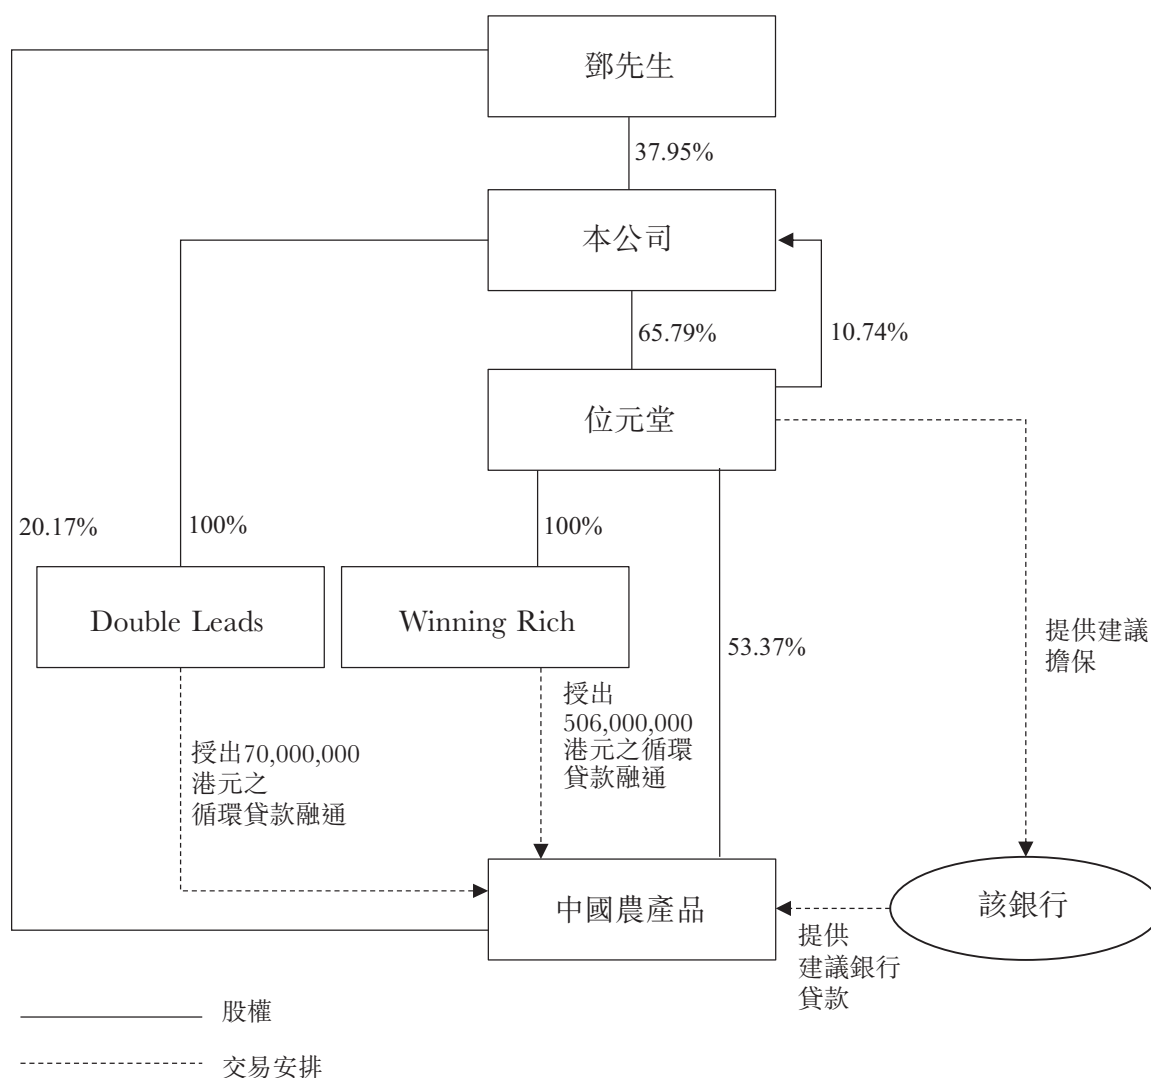 鄧先生
37.95%
本公司
65.79%
10.74%
位元堂
20.17%
100%
100%
Double Leads
Winning Rich
53.37%
提供建議
擔保
授出
506,000,000
港元之循環
貸款融通
授出70,000,000
港元之
循環貸款融通
中國農產品
該銀行
提供
建議銀行
貸款
股權
交易安排